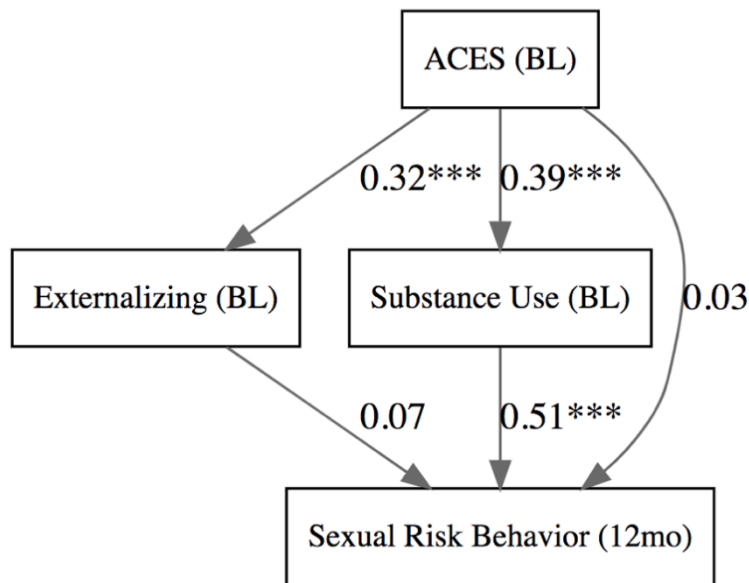 ACES (BL)
0.32***
0.39***
Externalizing (BL)
Substance Use (BL)
0.03
0.07
0.51***
Sexual Risk Behavior (12mo)